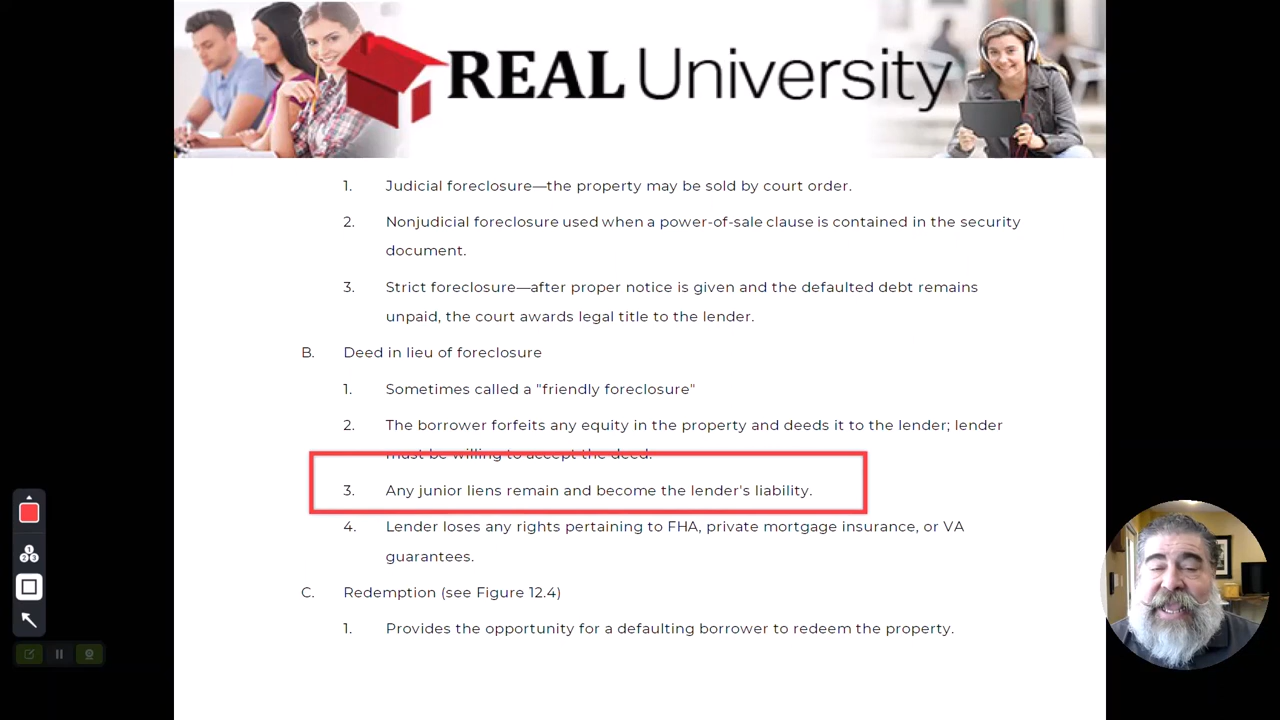 REAL University
1. Judicial foreclosure—the property may be sold by court order.
2. Nonjudicial foreclosure used when a power-of-sale clause is contained in the security
document.
3. Strict foreclosure—after proper notice is given and the defaulted debt remains
unpaid, the court awards legal title to the lender.
B. Deed in lieu of foreclosure
1. Sometimes called a "friendly foreclosure"
2. The borrower forfeits any equity in the property and deeds it to the lender; lender
must be willing to accept the deed.
3. Any junior liens remain and become the lender's liability.
4. Lender loses any rights pertaining to FHA, private mortgage insurance, or VA
guarantees.
C. Redemption (see Figure 12.4)
1. Provides the opportunity for a defaulting borrower to redeem the property.